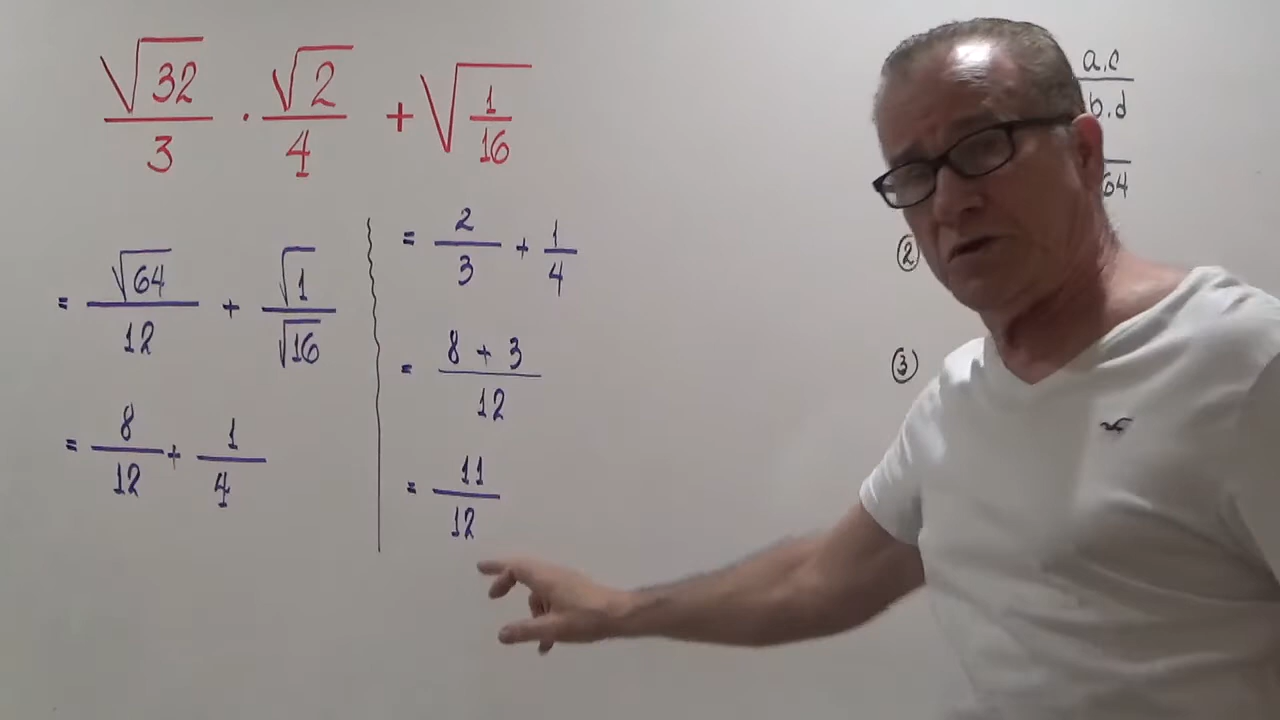 √32/3 . √2/4 + √(1/16)
= √64/12 + √1/√16
= 8/12 + 1/4
= 2/3 + 1/4
= (8 + 3)/12
= 11/12
a.c
b.d
64
②
③